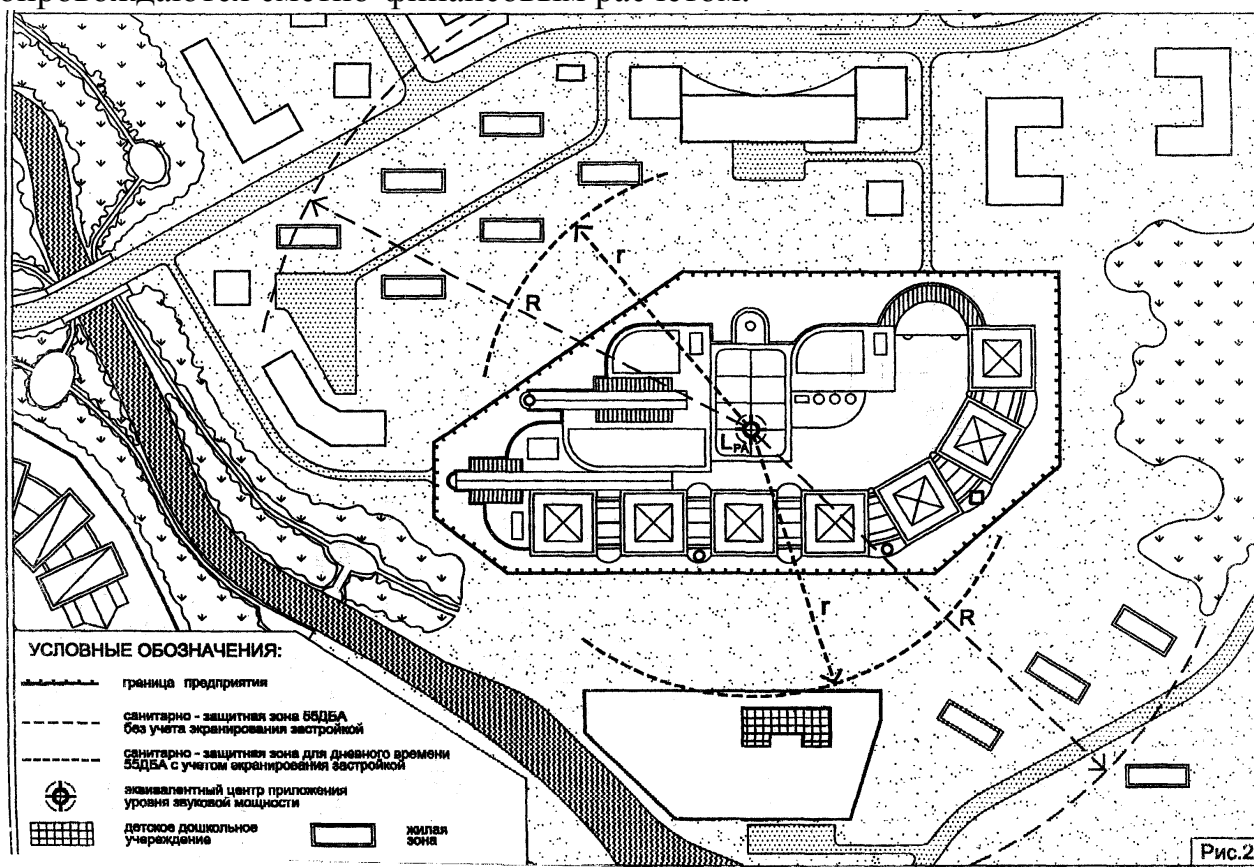 опровождаются сметно-финансовым расчетом.
r
R
LPA
r
R
УСЛОВНЫЕ ОБОЗНАЧЕНИЯ:
граница предприятия
санитарно - защитная зона 55ДБА
без учета экранирования застройкой
санитарно - защитная зона для дневного времени
55ДБА с учетом экранирования застройкой
эквивалентный центр приложения
уровня звуковой мощности
детское дошкольное
учереждение
жилая
зона
Рис.2